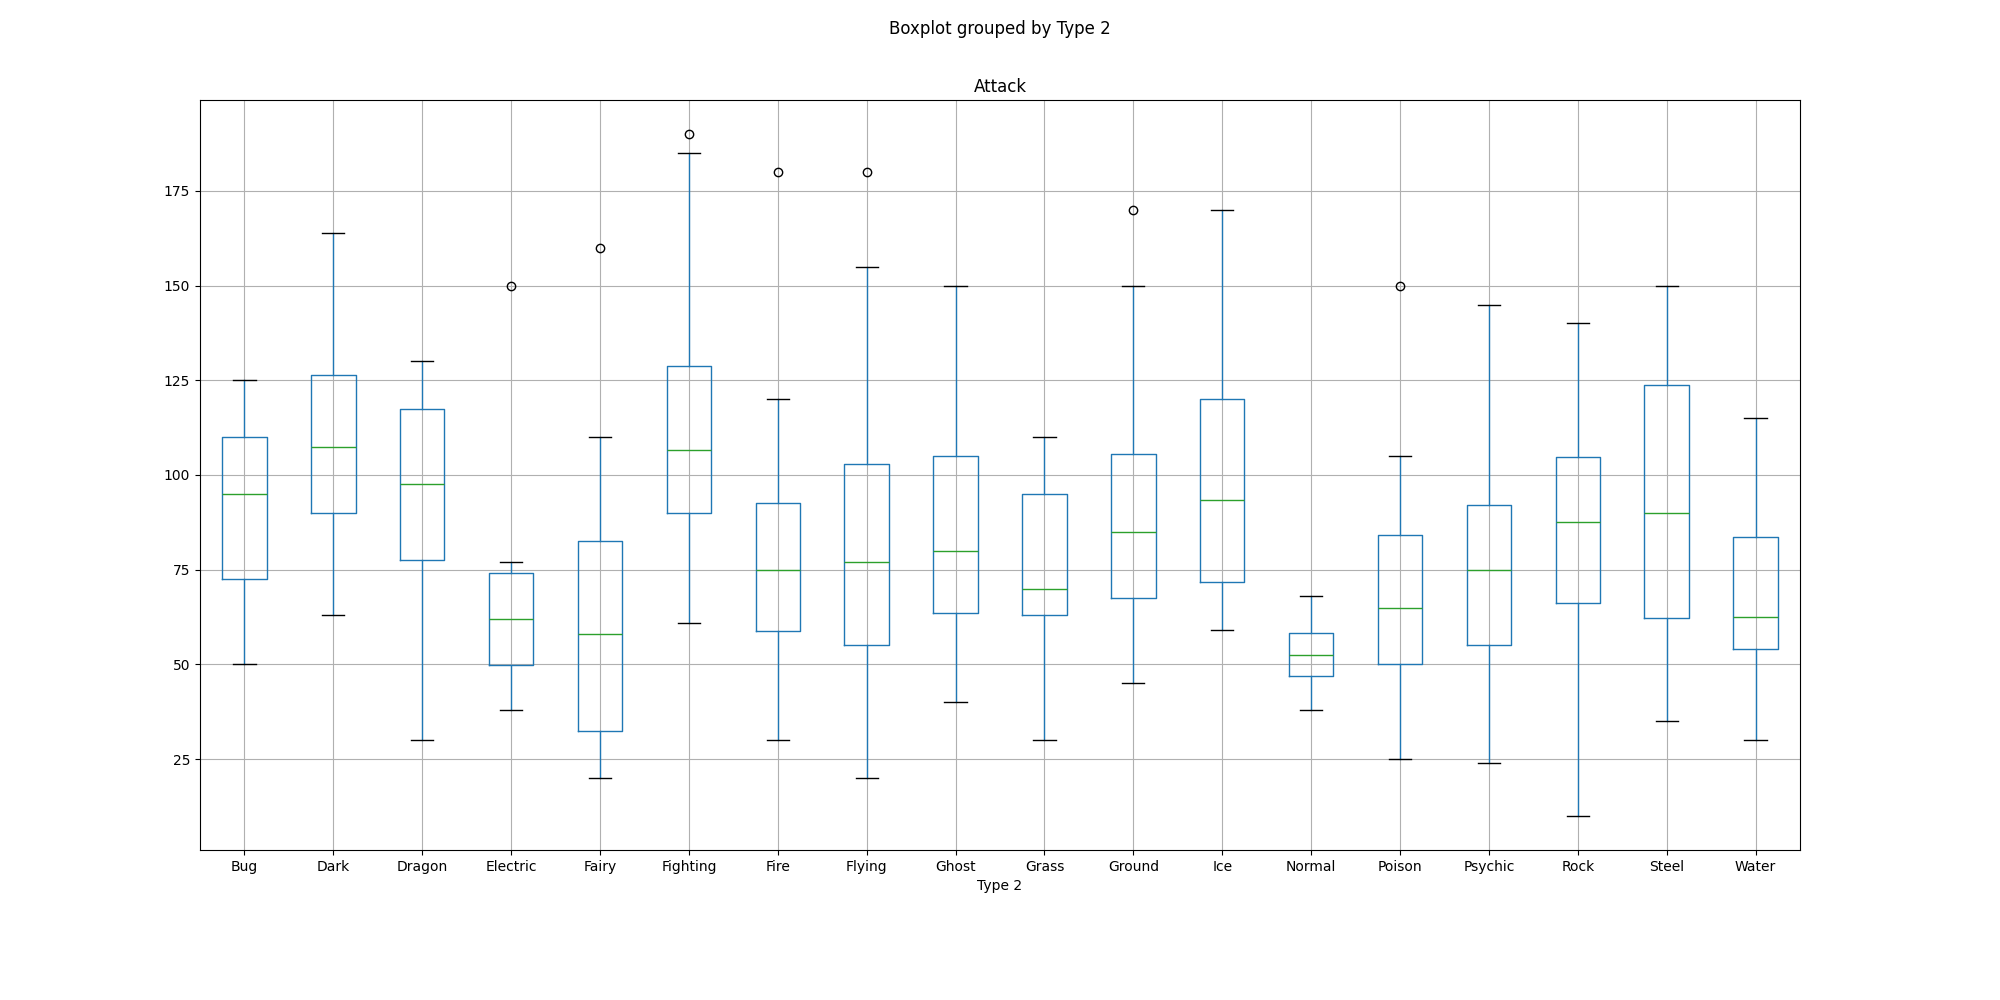 Boxplot grouped by Type 2
Attack
175
150
125
100
75
50
25
Bug Dark Dragon Electric Fairy Fighting Fire Flying Ghost Grass Ground Ice Normal Poison Psychic Rock Steel Water
Type 2